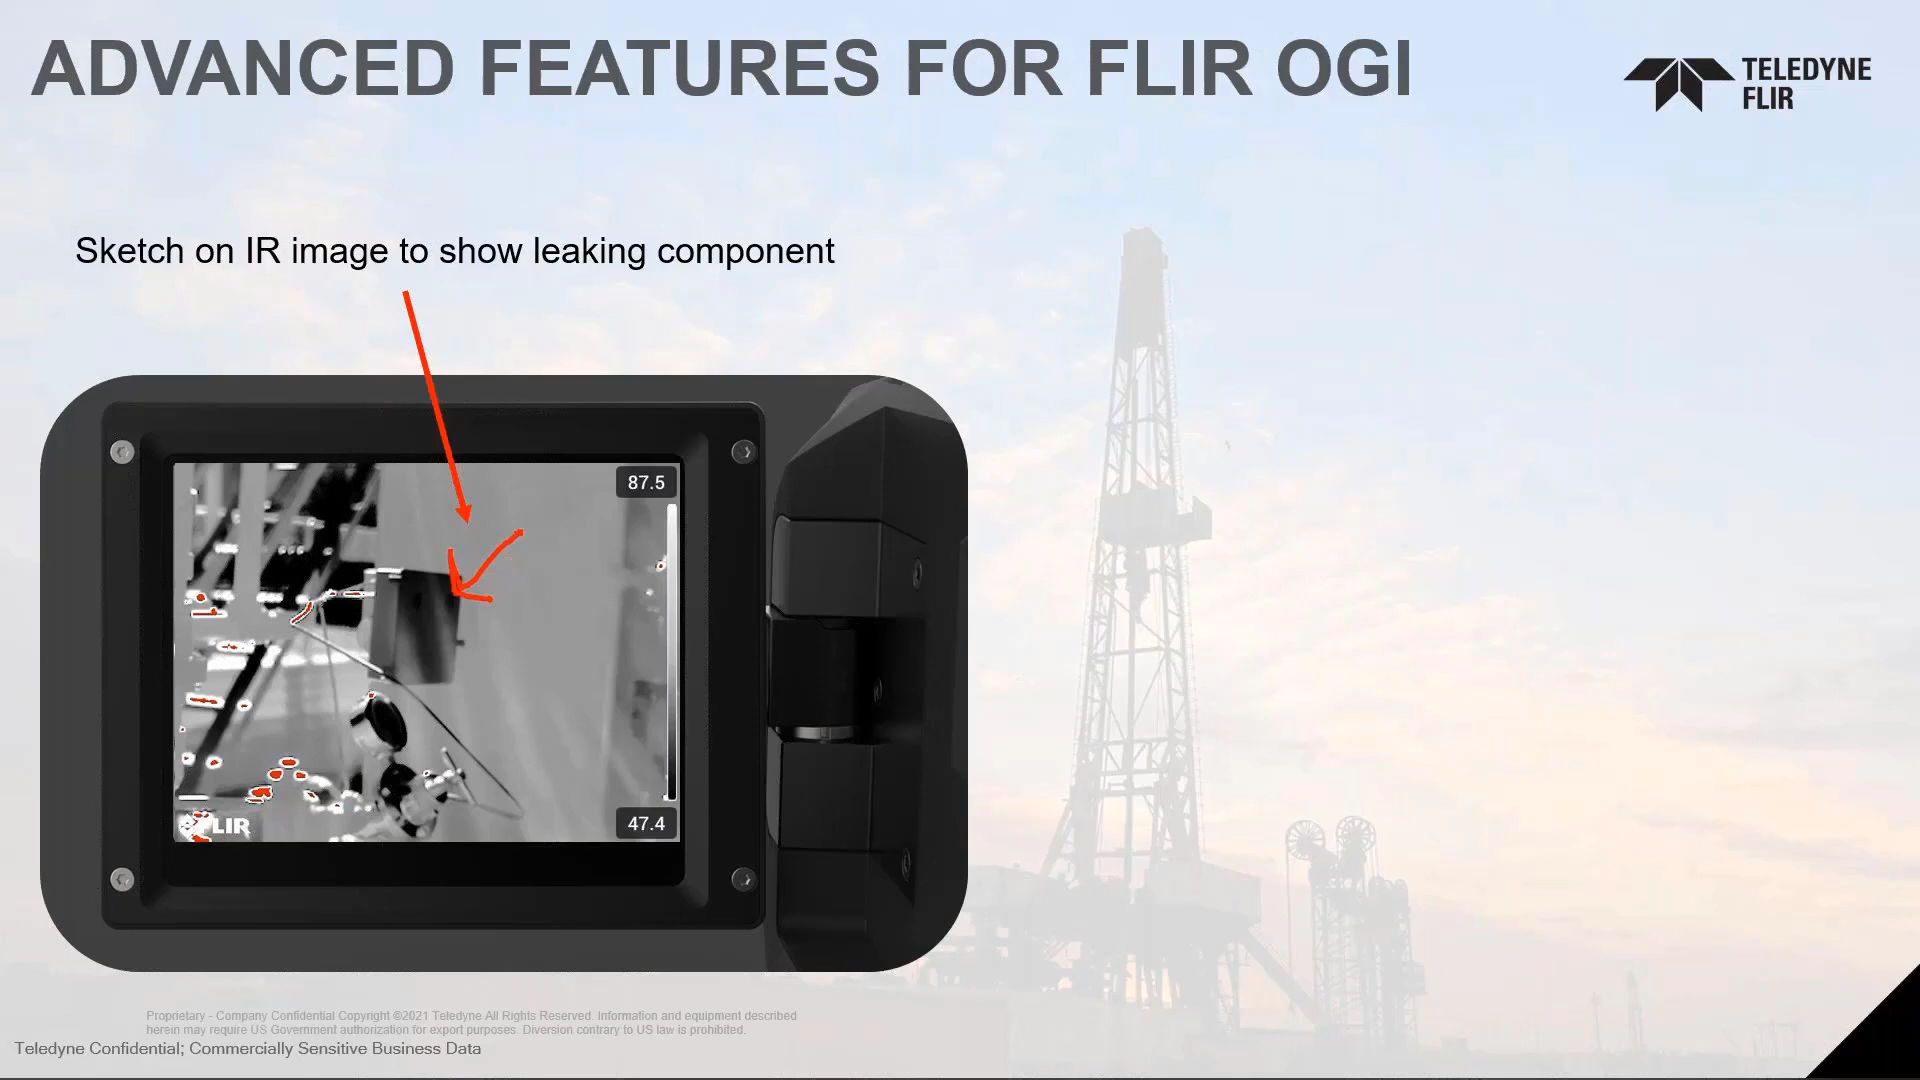 ADVANCED FEATURES FOR FLIR OGI
TELEDYNE
FLIR
Sketch on IR image to show leaking component
87.5
47.4
FLIR
Proprietary - Company Confidential Copyright ©2021 Teledyne All Rights Reserved. Information and equipment described
herein may require US Government authorization for export purposes. Diversion contrary to US law is prohibited.
Teledyne Confidential; Commercially Sensitive Business Data